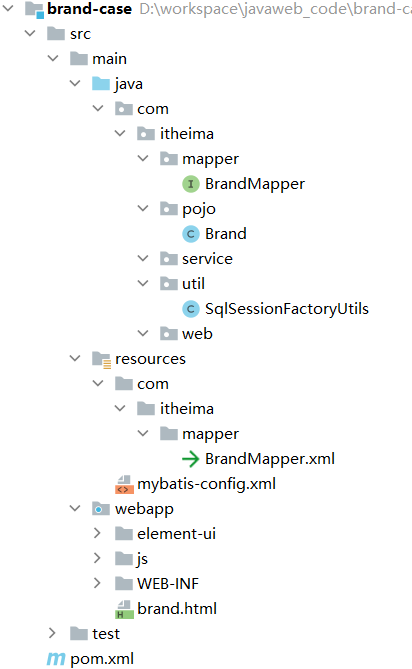 brand-case D:\workspace\javaweb_code\brand-ca
src
main
java
com
itheima
mapper
I BrandMapper
pojo
C Brand
service
util
C SqlSessionFactoryUtils
web
resources
com
itheima
mapper
BrandMapper.xml
mybatis-config.xml
webapp
element-ui
js
WEB-INF
H brand.html
test
m pom.xml